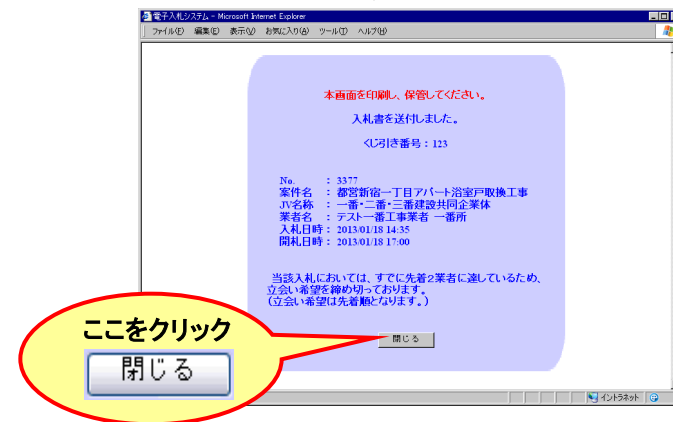 電子入札システム - Microsoft Internet Explorer
ファイル(F) 編集(E) 表示(V) お気に入り(A) ツール(T) ヘルプ(H)
本画面を印刷し、保管してください。
入札書を送付しました。
くじ引き番号：123
No. ： 3377
案件名 ： 都営新宿一丁目アパート浴室戸取換工事
JV名称 ： 一番・二番・三番建設共同企業体
業者名 ： テスト一番工事業者 一番所
入札日時： 2013/01/18 14:35
開札日時： 2013/01/18 17:00
当該入札においては、すでに先着2業者に達しているため、
立会い希望を締め切っております。
(立会い希望は先着順となります。)
閉じる
ここをクリック
閉じる
イントラネット